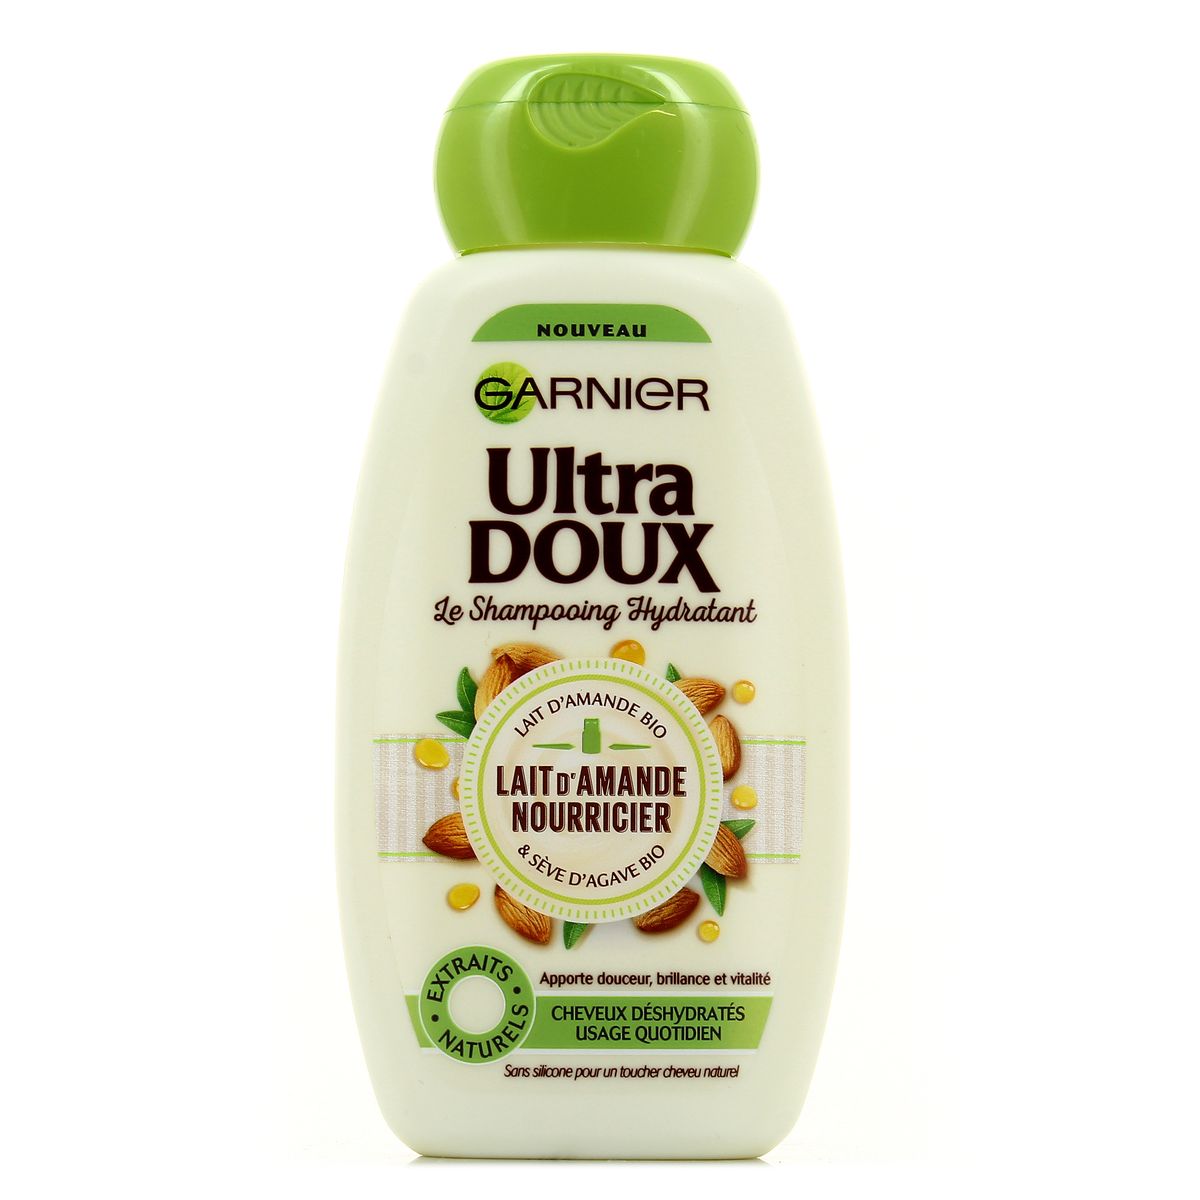 NOUVEAU
GARNIER
Ultra
DOUX
Le Shampooing Hydratant
LAIT D'AMANDE BIO
LAIT D'AMANDE
NOURRICIER
& SÈVE D'AGAVE BIO
EXTRAITS
NATURELS
Apporte douceur, brillance et vitalité
CHEVEUX DÉSHYDRATÉS
USAGE QUOTIDIEN
Sans silicone pour un toucher cheveu naturel